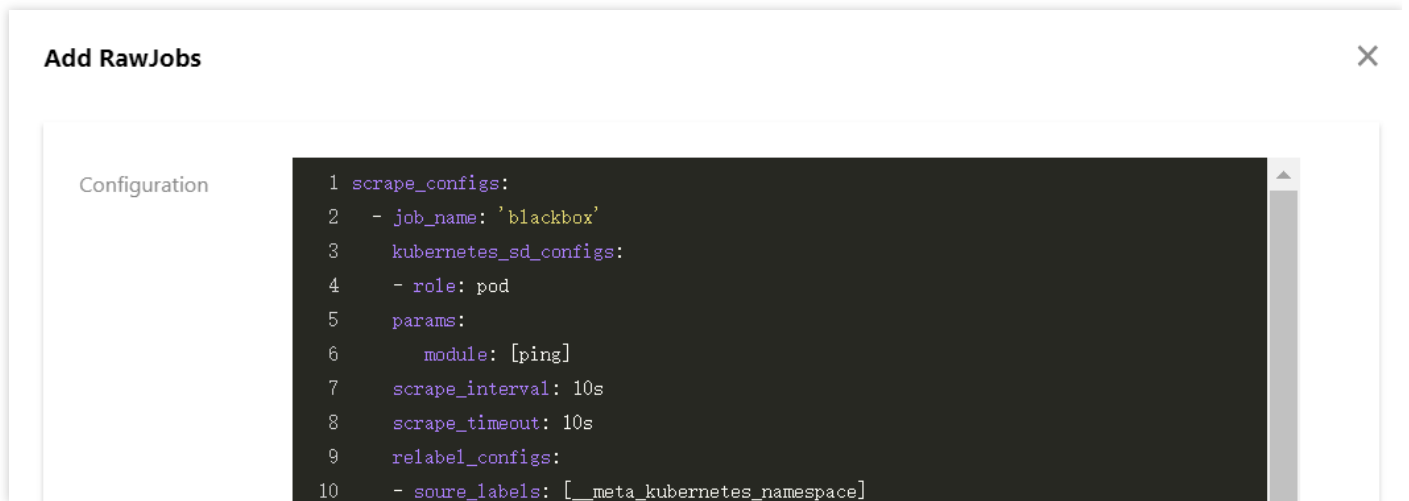 Add RawJobs
Configuration
1 scrape_configs:
2   - job_name: 'blackbox'
3     kubernetes_sd_configs:
4     - role: pod
5     params:
6        module: [ping]
7     scrape_interval: 10s
8     scrape_timeout: 10s
9     relabel_configs:
10     - soure_labels: [__meta_kubernetes_namespace]